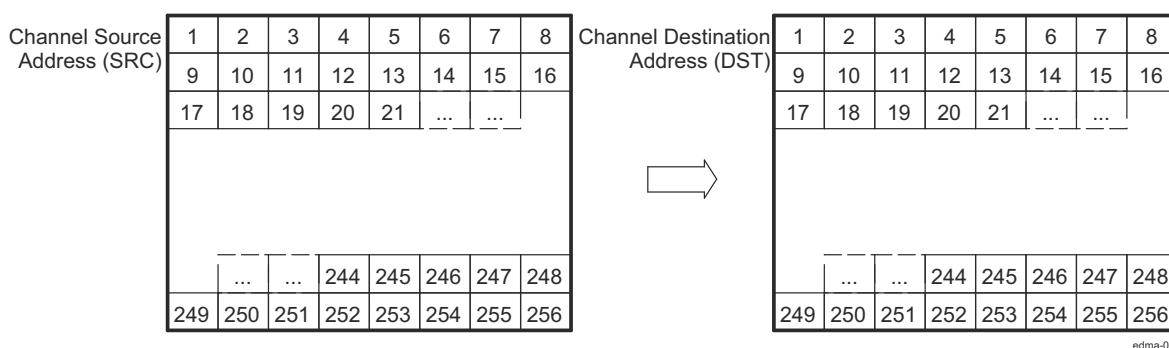 Channel Source Address (SRC)
1 2 3 4 5 6 7 8
9 10 11 12 13 14 15 16
17 18 19 20 21 ... ...
... ... 244 245 246 247 248
249 250 251 252 253 254 255 256
Channel Destination Address (DST)
1 2 3 4 5 6 7 8
9 10 11 12 13 14 15 16
17 18 19 20 21 ... ...
... ... 244 245 246 247 248
249 250 251 252 253 254 255 256